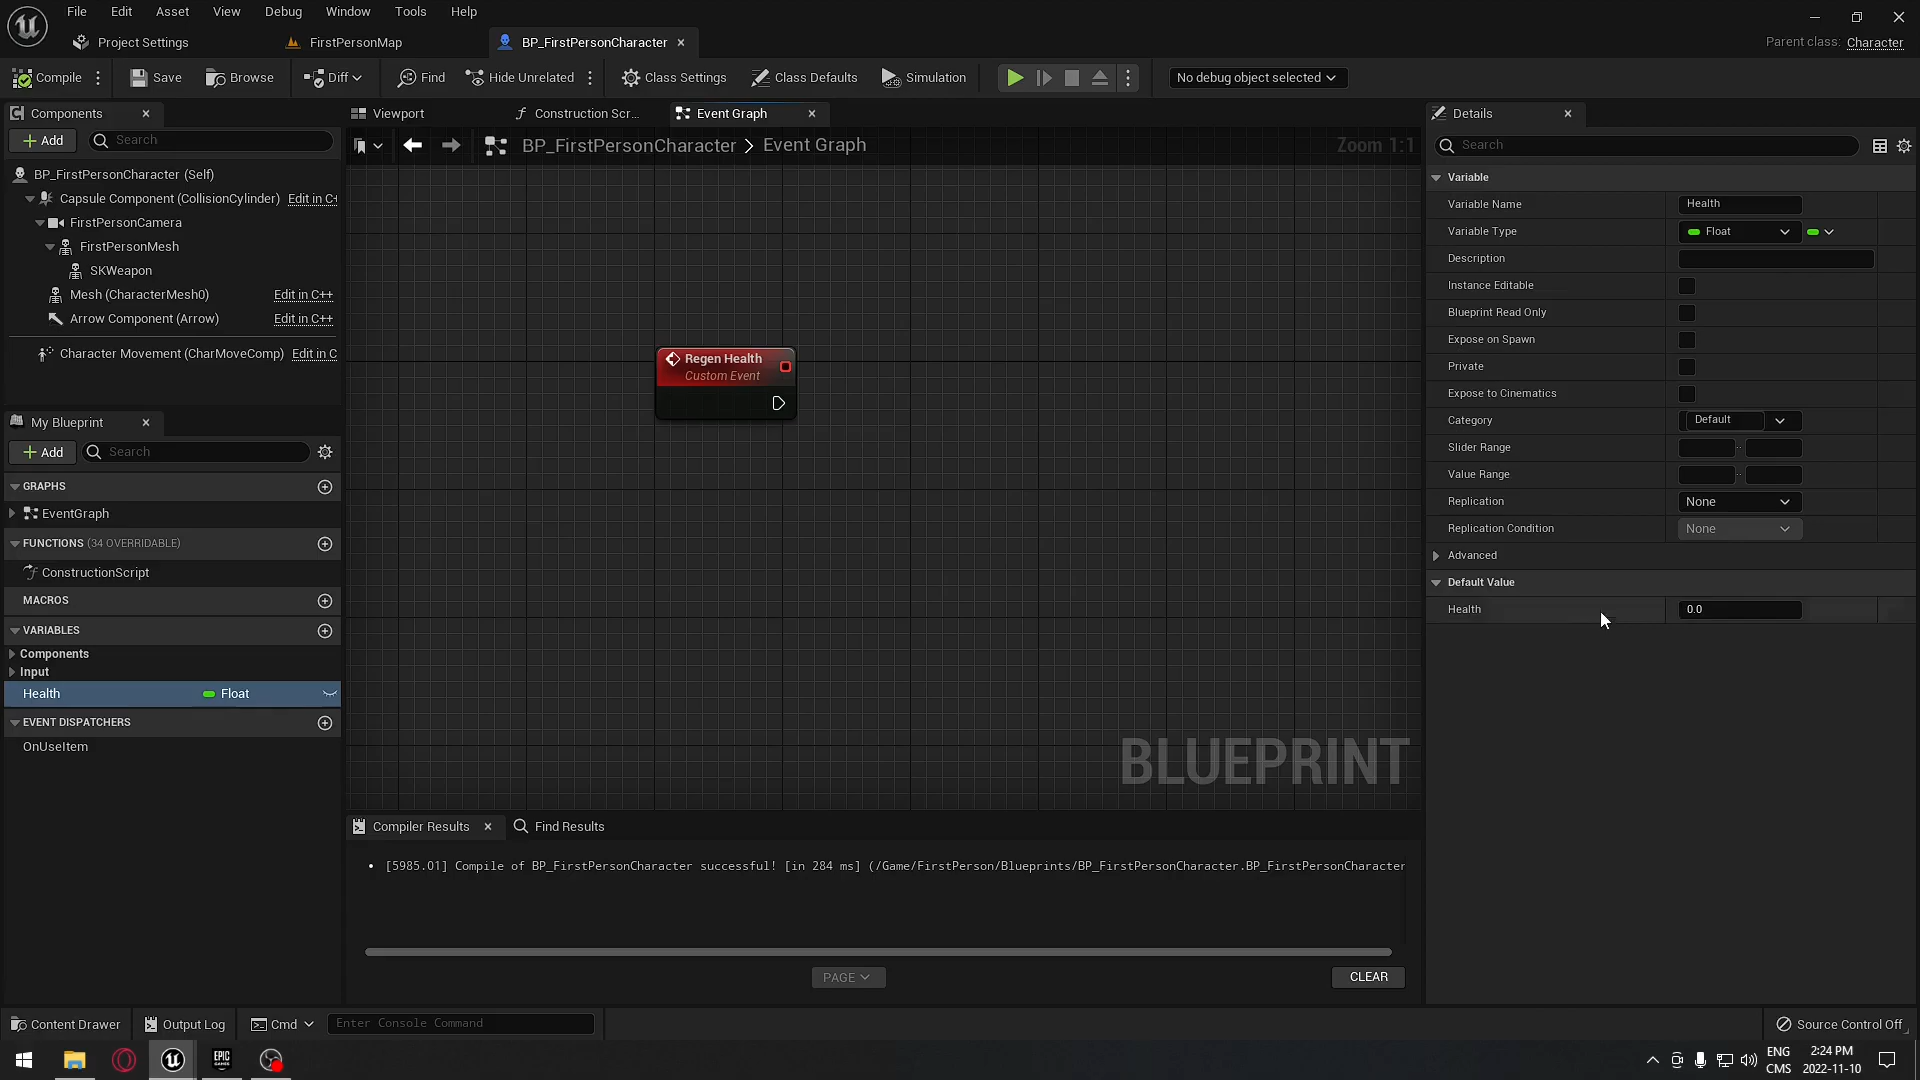 File Edit Asset View Debug Window Tools Help
Project Settings FirstPersonMap BP_FirstPersonCharacter
Parent class: Character
Compile Save Browse Diff Find Hide Unrelated Class Settings Class Defaults Simulation No debug object selected
Components
Add Search
BP_FirstPersonCharacter (Self)
Capsule Component (CollisionCylinder) Edit in C+
FirstPersonCamera
FirstPersonMesh
SKWeapon
Mesh (CharacterMesh0) Edit in C++
Arrow Component (Arrow) Edit in C++
Character Movement (CharMoveComp) Edit in C
My Blueprint
Add Search
GRAPHS
EventGraph
FUNCTIONS (34 OVERRIDABLE)
ConstructionScript
MACROS
VARIABLES
Components
Input
Health Float
EVENT DISPATCHERS
OnUseItem
Viewport Construction Scr... Event Graph
BP_FirstPersonCharacter > Event Graph Zoom 1:1
Regen Health
Custom Event
BLUEPRINT
Compiler Results Find Results
• [5985.01] Compile of BP_FirstPersonCharacter successful! [in 284 ms] (/Game/FirstPerson/Blueprints/BP_FirstPersonCharacter.BP_FirstPersonCharacter
PAGE CLEAR
Details
Search
Variable
Variable Name Health
Variable Type Float
Description
Instance Editable
Blueprint Read Only
Expose on Spawn
Private
Expose to Cinematics
Category Default
Slider Range
Value Range
Replication None
Replication Condition None
Advanced
Default Value
Health 0.0
Content Drawer Output Log Cmd Enter Console Command Source Control Off
EPIC GAMES
ENG
CMS
2:24 PM
2022-11-10